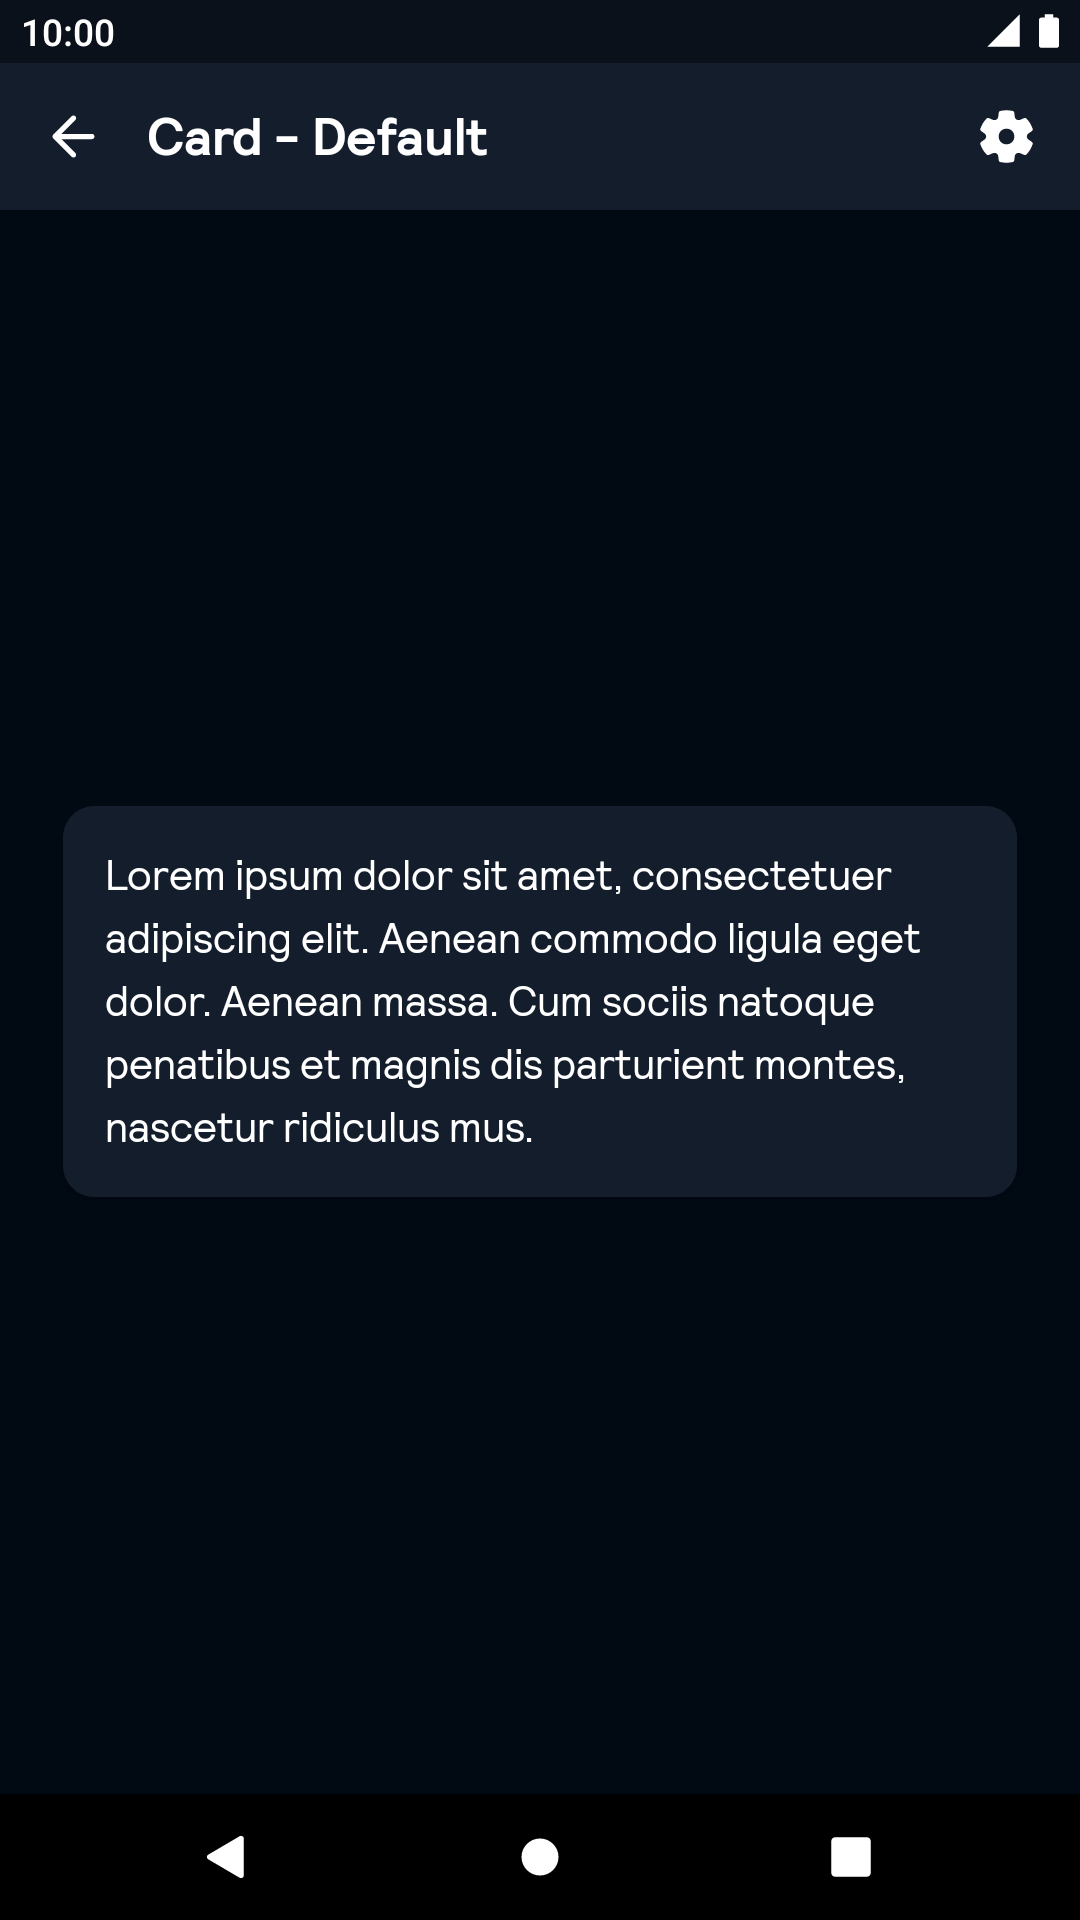 10:00
Card - Default
Lorem ipsum dolor sit amet, consectetuer
adipiscing elit. Aenean commodo ligula eget
dolor. Aenean massa. Cum sociis natoque
penatibus et magnis dis parturient montes,
nascetur ridiculus mus.